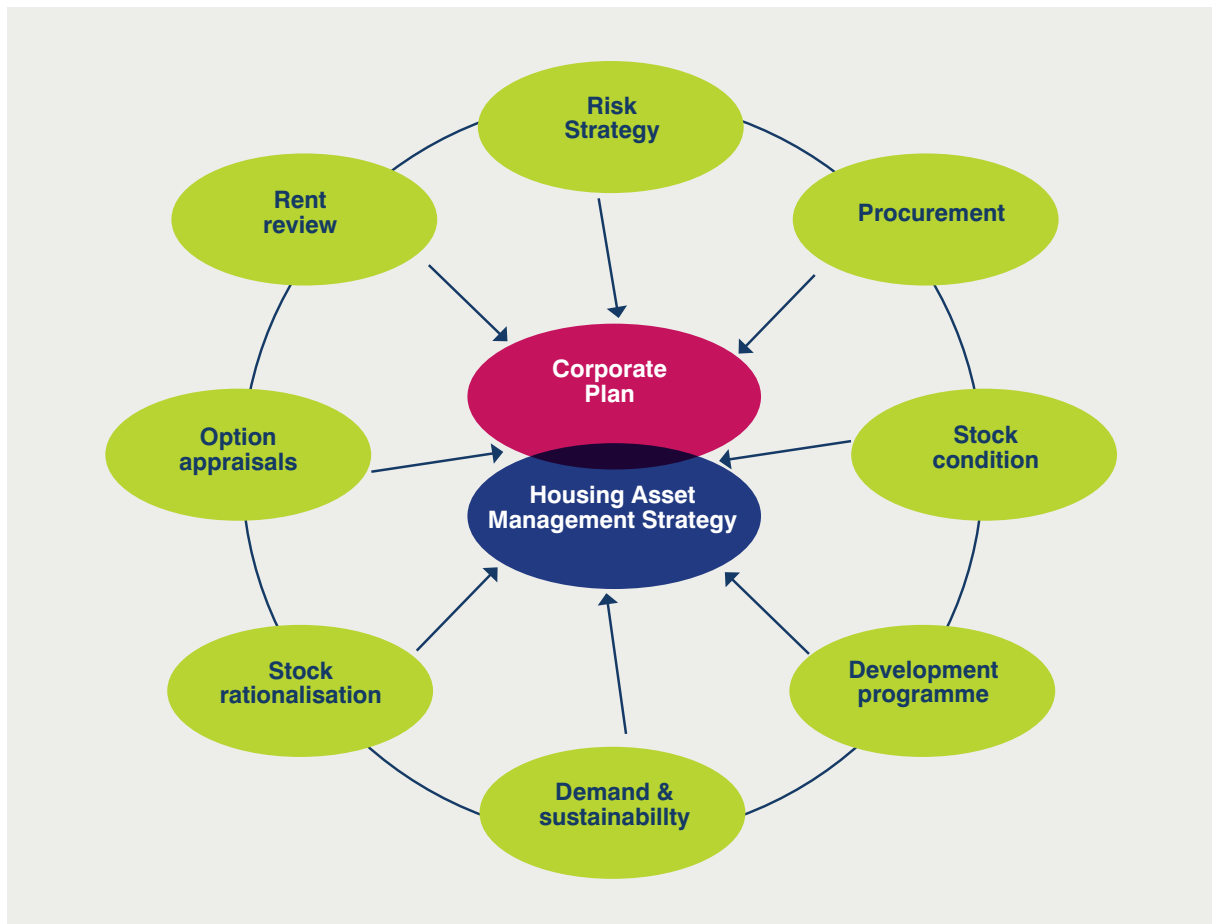 Risk
Strategy
Rent
review
Procurement
Corporate
Plan
Option
appraisals
Stock
condition
Housing Asset
Management Strategy
Stock
rationalisation
Development
programme
Demand &
sustainabillty